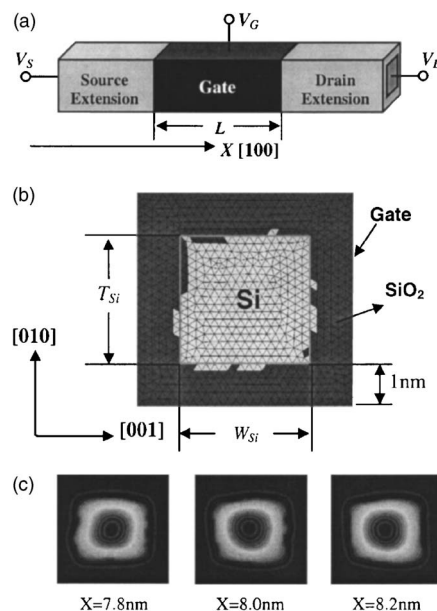 (a)
V_G
V_S
Source Extension
Gate
Drain Extension
L
X [100]
(b)
Gate
T_Si
Si
SiO₂
[010]
1nm
[001]
W_Si
(c)
X=7.8nm
X=8.0nm
X=8.2nm